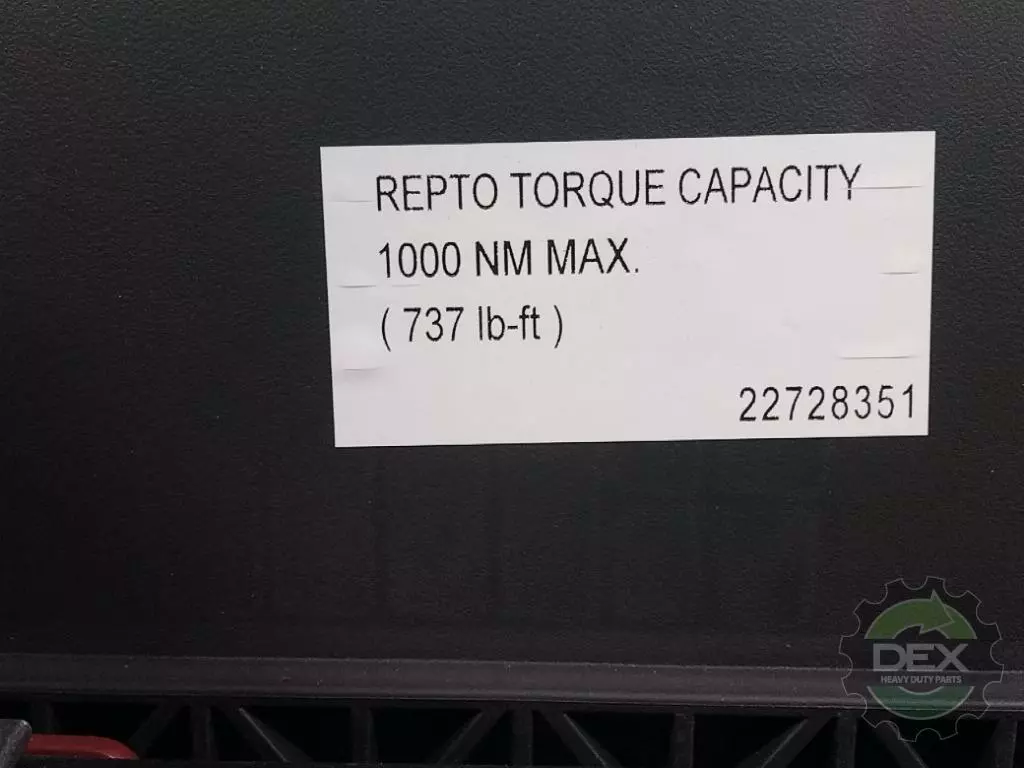 REPTO TORQUE CAPACITY
1000 NM MAX.
( 737 lb-ft )
22728351
DEX
HEAVY DUTY PARTS